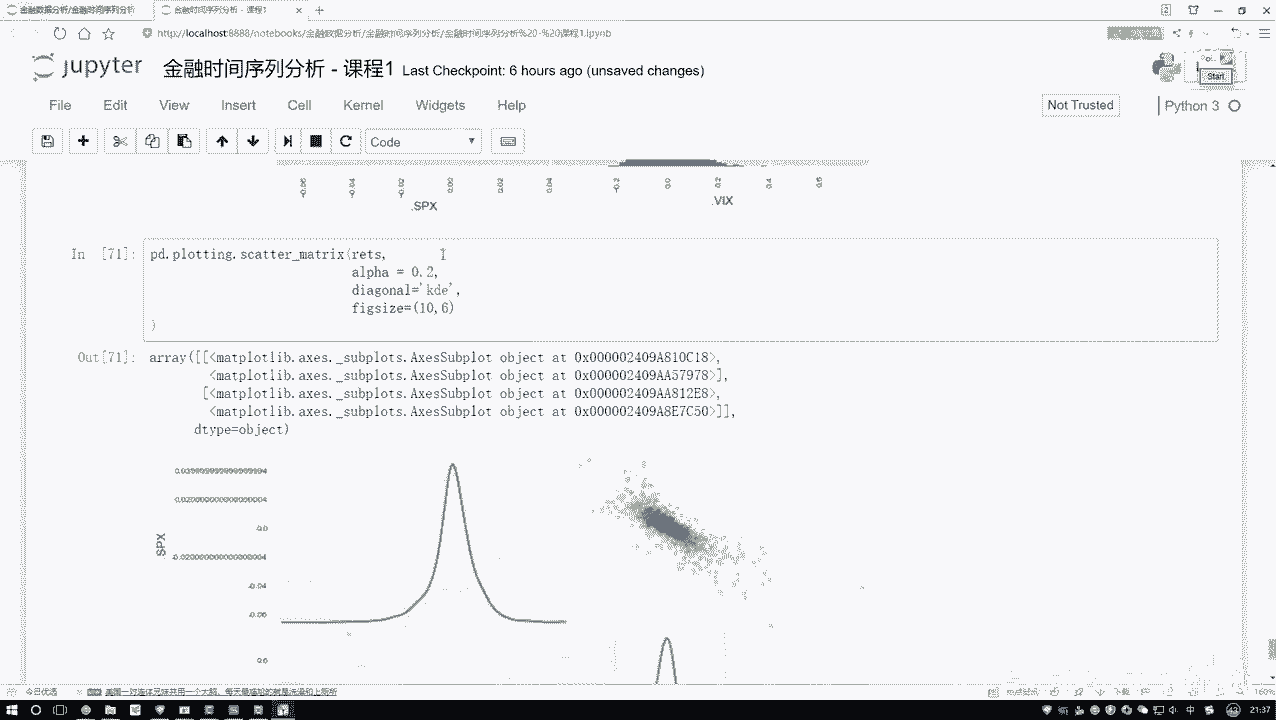 金融数据分析/金融时间序列分析
金融时间序列分析 - 课程1
http://localhost:8888/notebooks/金融数据分析/金融时间序列分析/金融时间序列分析%20-%20课程1.ipynb
jupyter 金融时间序列分析 - 课程1 Last Checkpoint: 6 hours ago (unsaved changes)
Start
File Edit View Insert Cell Kernel Widgets Help
Not Trusted Python 3
Code
-0.06 -0.04 -0.02 0.00 0.02 0.04 -0.2 0.0 0.2 0.4 0.6
.SPX .VIX
In [71]: pd.plotting.scatter_matrix(rets,
alpha = 0.2,
diagonal='kde',
figsize=(10,6)
)
Out[71]: array([[<matplotlib.axes._subplots.AxesSubplot object at 0x000002409A810C18>,
<matplotlib.axes._subplots.AxesSubplot object at 0x000002409AA57978>],
[<matplotlib.axes._subplots.AxesSubplot object at 0x000002409AA812E8>,
<matplotlib.axes._subplots.AxesSubplot object at 0x000002409A8E7C50>]],
dtype=object)
0.0
.SPX
-0.04
-0.06
0.6
今日优选
下载
160%
中
21:37